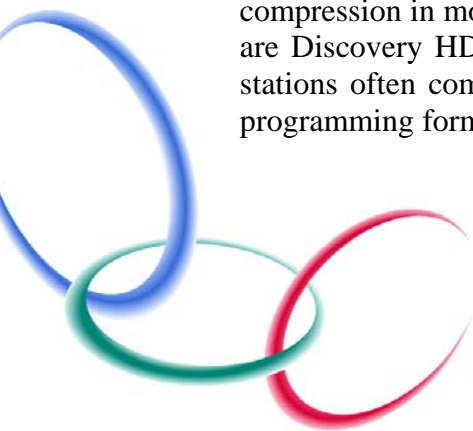 compression in mo
are Discovery HD
stations often com
programming form